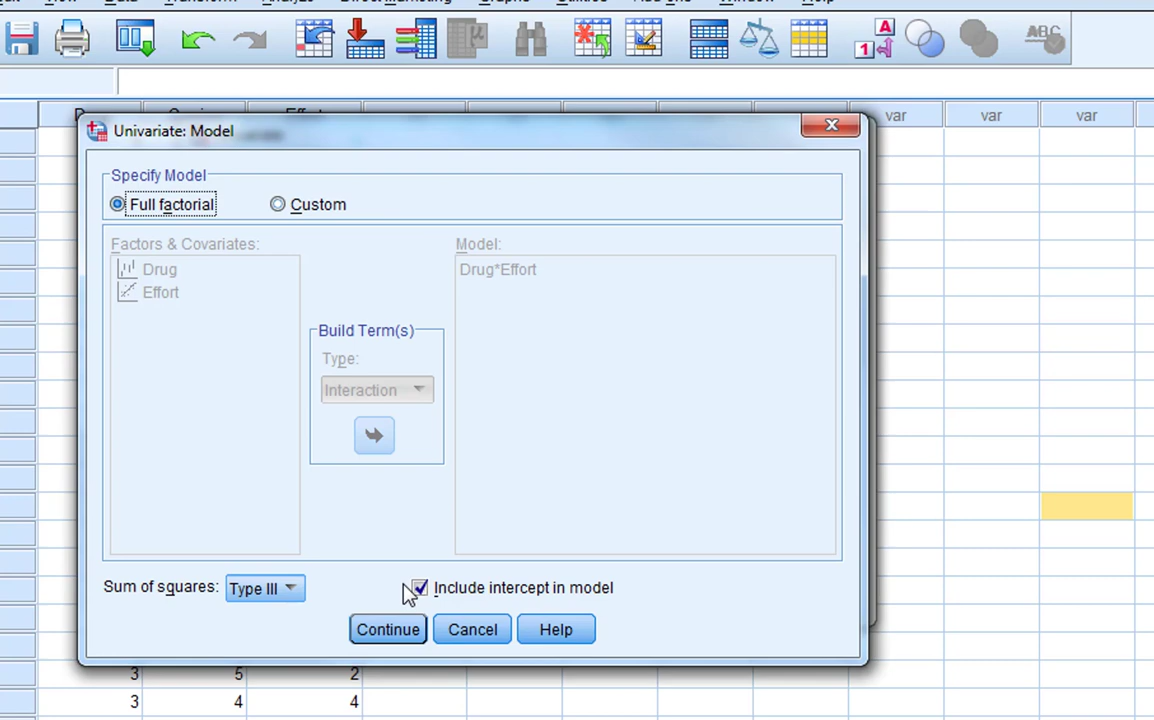 Univariate: Model
var var var
Specify Model
Full factorial Custom
Factors & Covariates: Model:
Drug Drug*Effort
Effort
Build Term(s)
Type:
Interaction
Sum of squares: Type III Include intercept in model
Continue Cancel Help
3 5 2
3 4 4
1 A
ABC